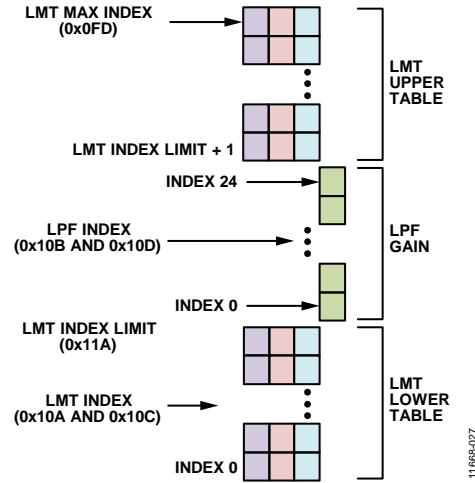 LMT MAX INDEX
(0x0FD)
LMT
UPPER
TABLE
LMT INDEX LIMIT + 1
INDEX 24
LPF INDEX
(0x10B AND 0x10D)
LPF
GAIN
INDEX 0
LMT INDEX LIMIT
(0x11A)
LMT INDEX
(0x10A AND 0x10C)
LMT
LOWER
TABLE
INDEX 0
11668-027